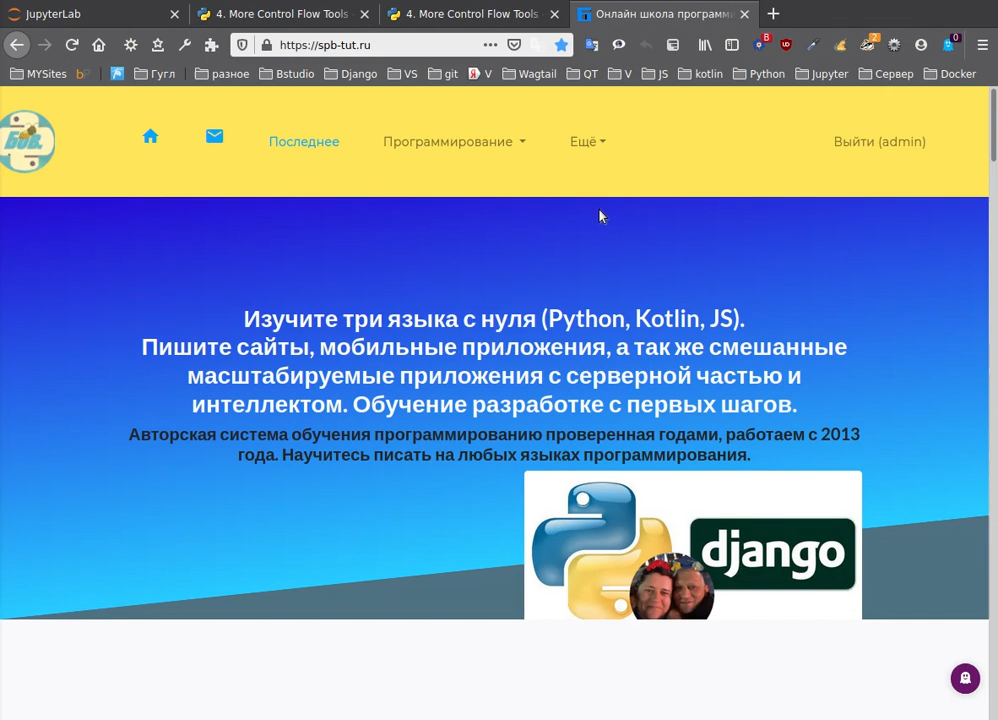 JupyterLab
4. More Control Flow Tools
4. More Control Flow Tools
Онлайн школа программи
https://spb-tut.ru
B
2
0
MYSites
Гугл
разное
Bstudio
Django
VS
git
V
Wagtail
QT
V
JS
kotlin
Python
Jupyter
Сервер
Docker
бив.
Последнее
Программирование
Ещё
Выйти (admin)
Изучите три языка с нуля (Python, Kotlin, JS).
Пишите сайты, мобильные приложения, а так же смешанные
масштабируемые приложения с серверной частью и
интеллектом. Обучение разработке с первых шагов.
Авторская система обучения программированию проверенная годами, работаем с 2013
года. Научитесь писать на любых языках программирования.
django